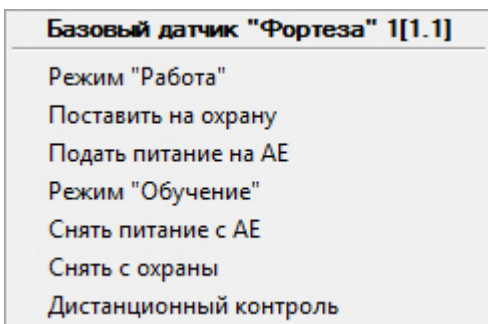 Базовый датчик "Фортеза" 1[1.1]
Режим "Работа"
Поставить на охрану
Подать питание на АЕ
Режим "Обучение"
Снять питание с АЕ
Снять с охраны
Дистанционный контроль